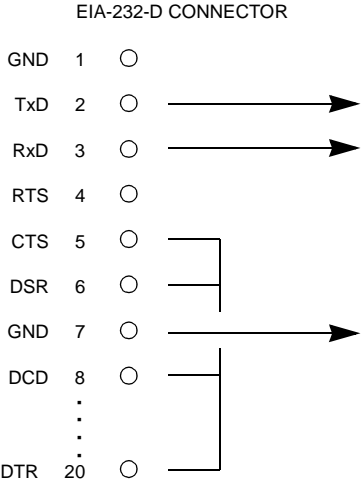 EIA-232-D CONNECTOR
GND 1
TxD 2
RxD 3
RTS 4
CTS 5
DSR 6
GND 7
DCD 8
DTR 20